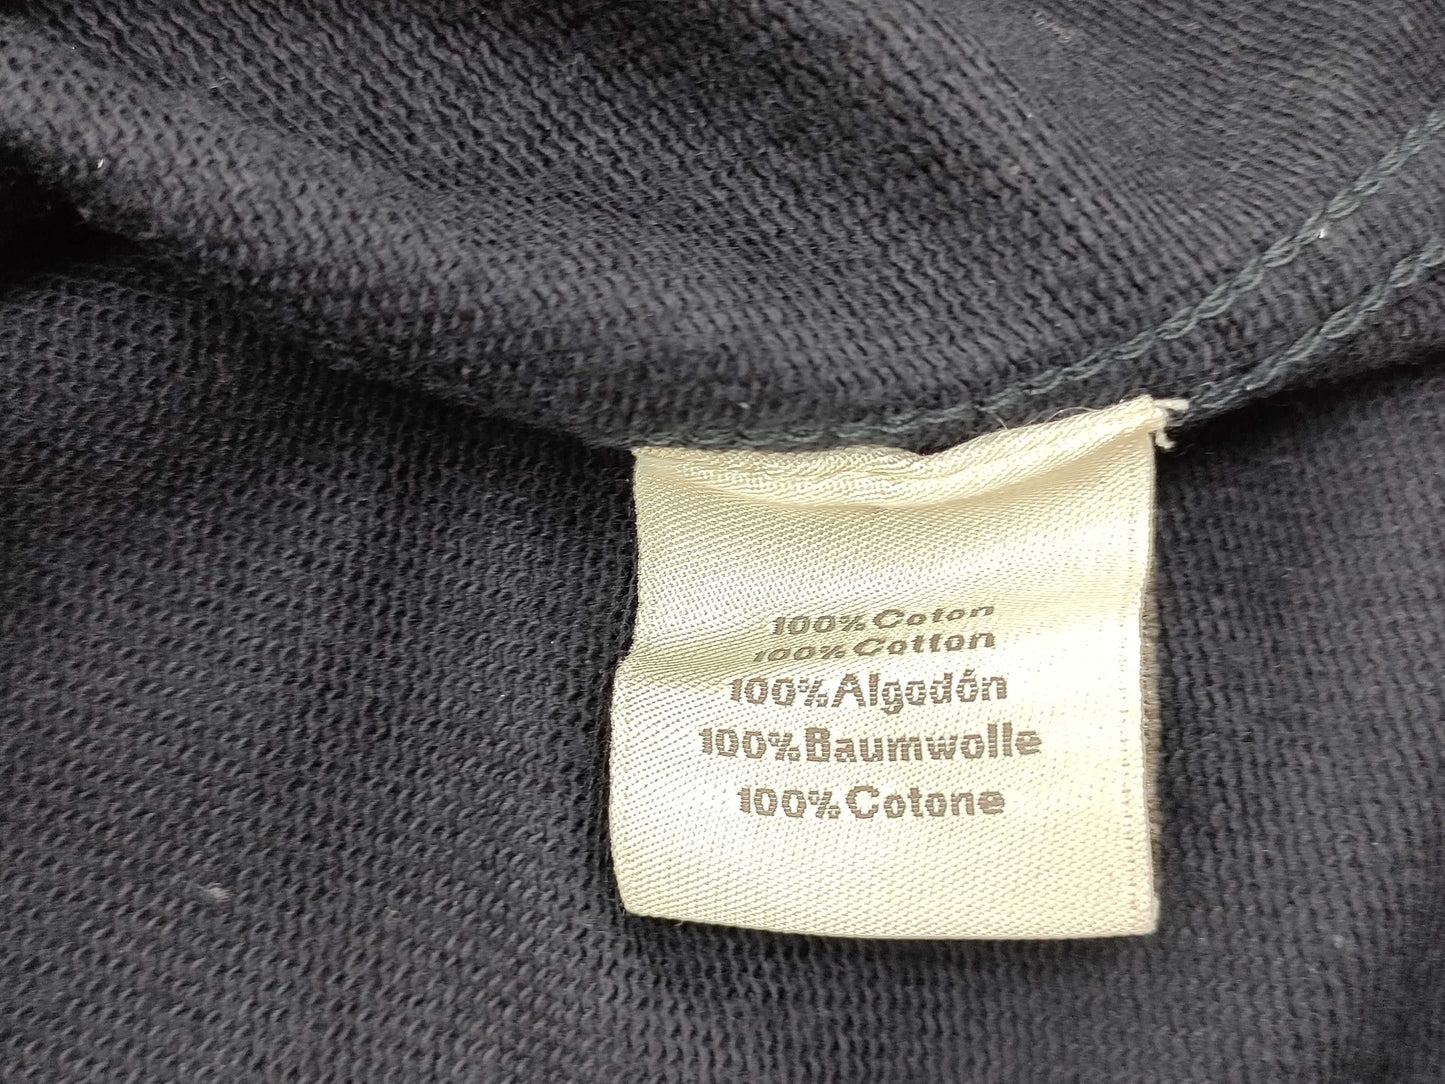 100% Coton
100% Cotton
100% Algodón
100% Baumwolle
100% Cotone